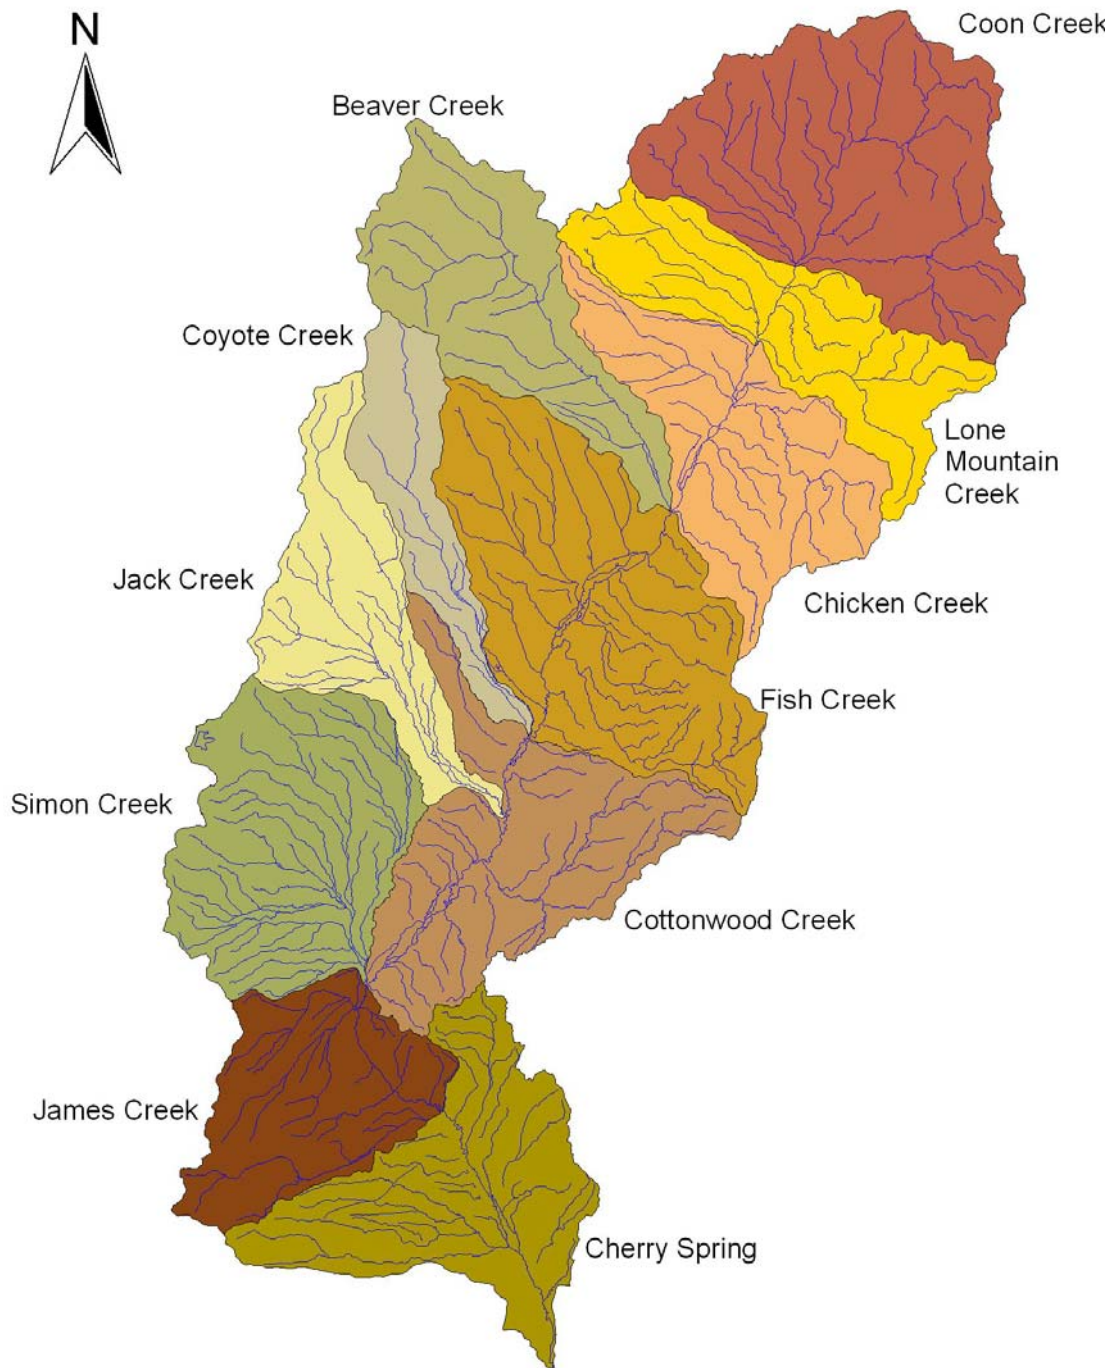 N
Coon Creek
Beaver Creek
Coyote Creek
Lone
Mountain
Creek
Jack Creek
Chicken Creek
Fish Creek
Simon Creek
Cottonwood Creek
James Creek
Cherry Spring